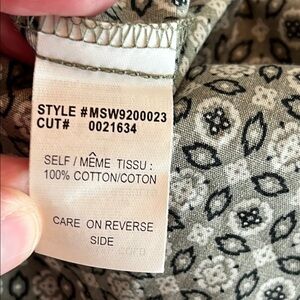 STYLE #MSW9200023
CUT# 0021634
SELF / MÊME TISSU :
100% COTTON/COTON
CARE ON REVERSE
SIDE